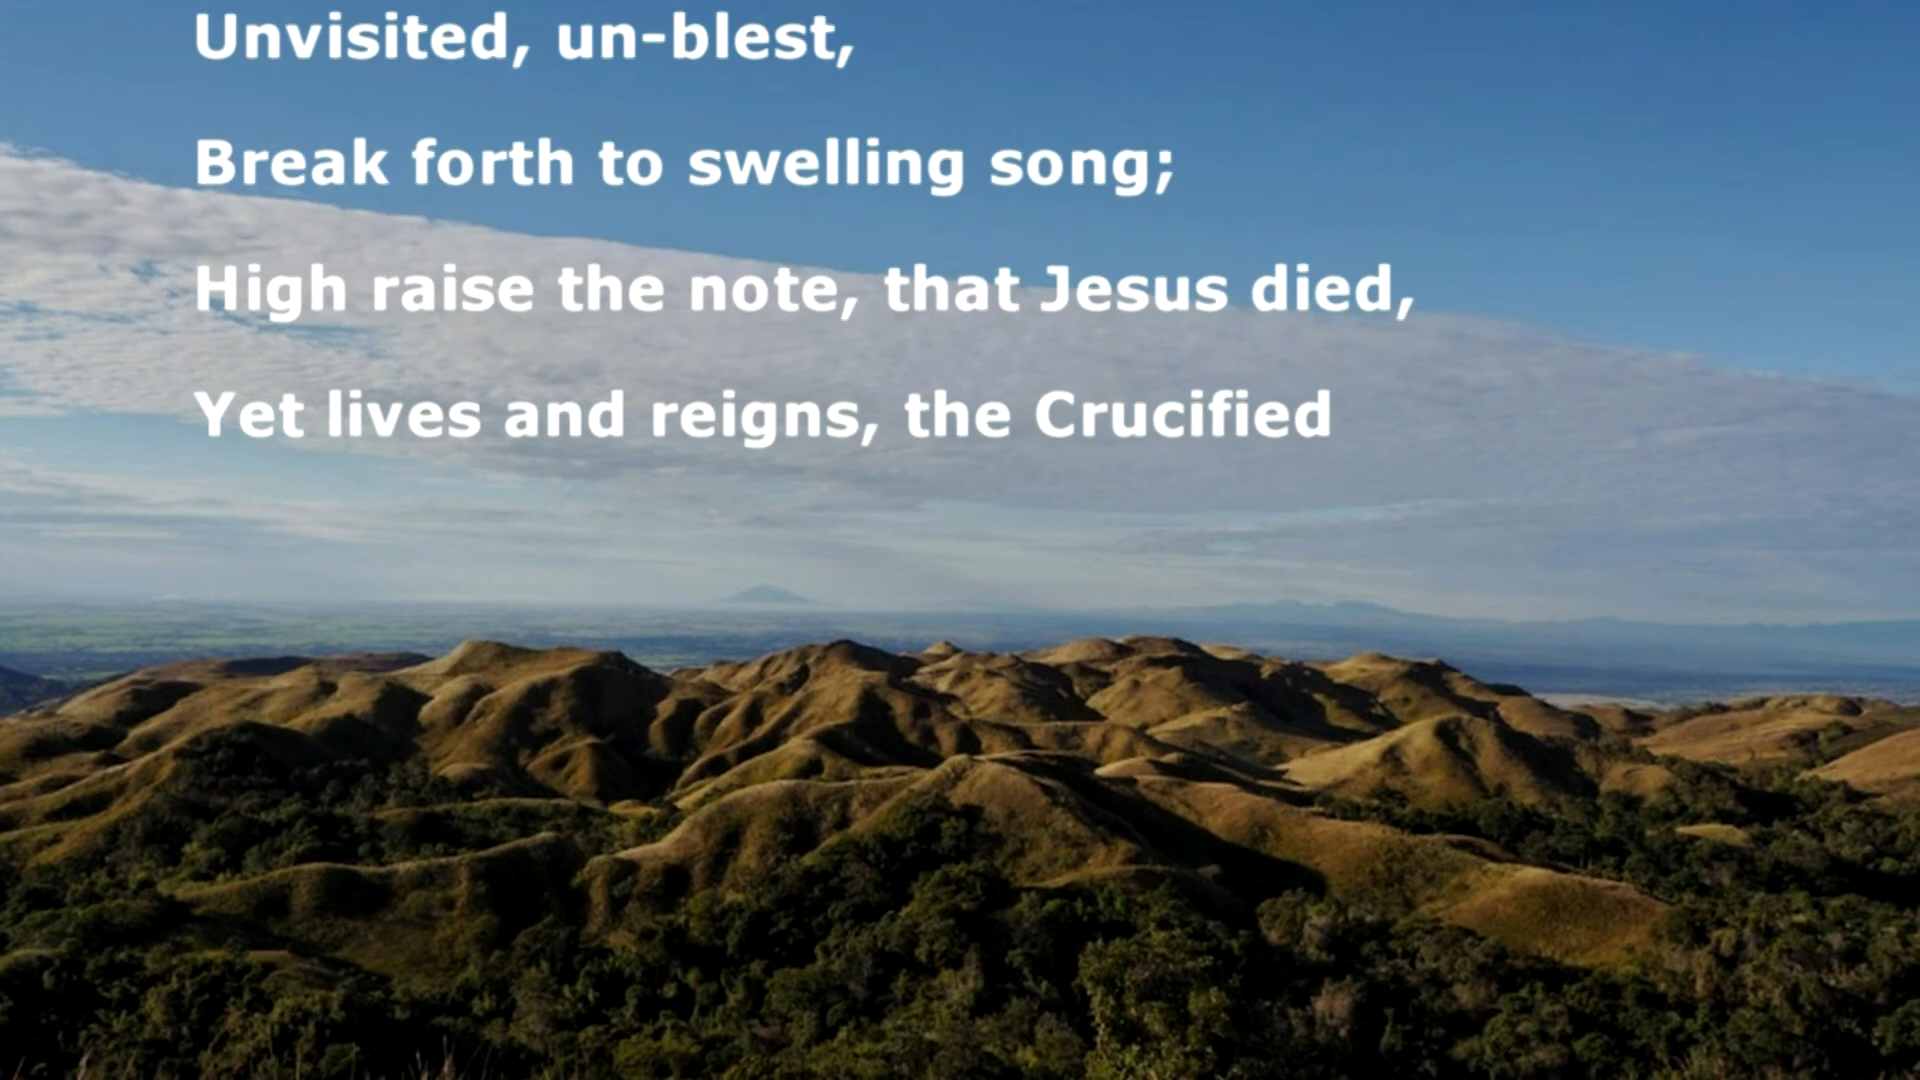 Unvisited, un-blest,
Break forth to swelling song;
High raise the note, that Jesus died,
Yet lives and reigns, the Crucified